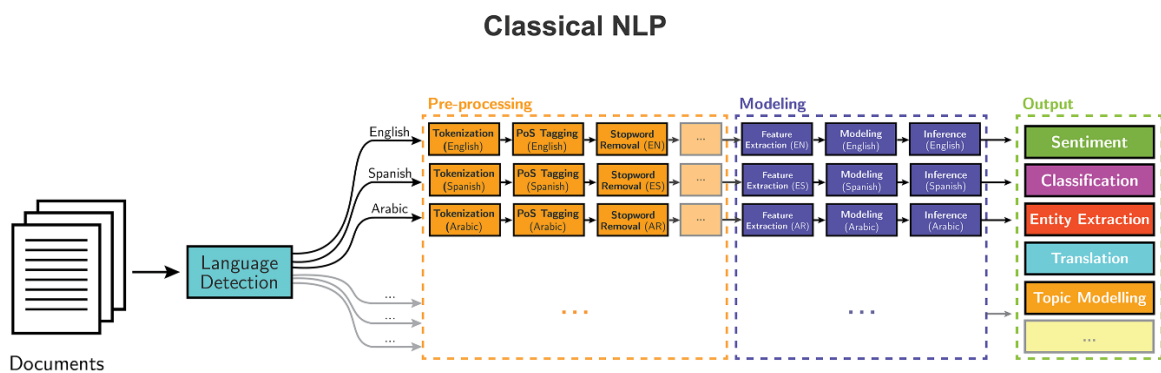 Classical NLP
Pre-processing
Modeling
Output
English
Tokenization
(English)
PoS Tagging
(English)
Stopword
Removal (EN)
...
Feature
Extraction (EN)
Modeling
(English)
Inference
(English)
Sentiment
Spanish
Tokenization
(Spanish)
PoS Tagging
(Spanish)
Stopword
Removal (ES)
...
Feature
Extraction (ES)
Modeling
(Spanish)
Inference
(Spanish)
Classification
Arabic
Tokenization
(Arabic)
PoS Tagging
(Arabic)
Stopword
Removal (AR)
...
Feature
Extraction (AR)
Modeling
(Arabic)
Inference
(Arabic)
Entity Extraction
Language
Detection
Translation
...
...
...
...
...
Topic Modelling
...
Documents